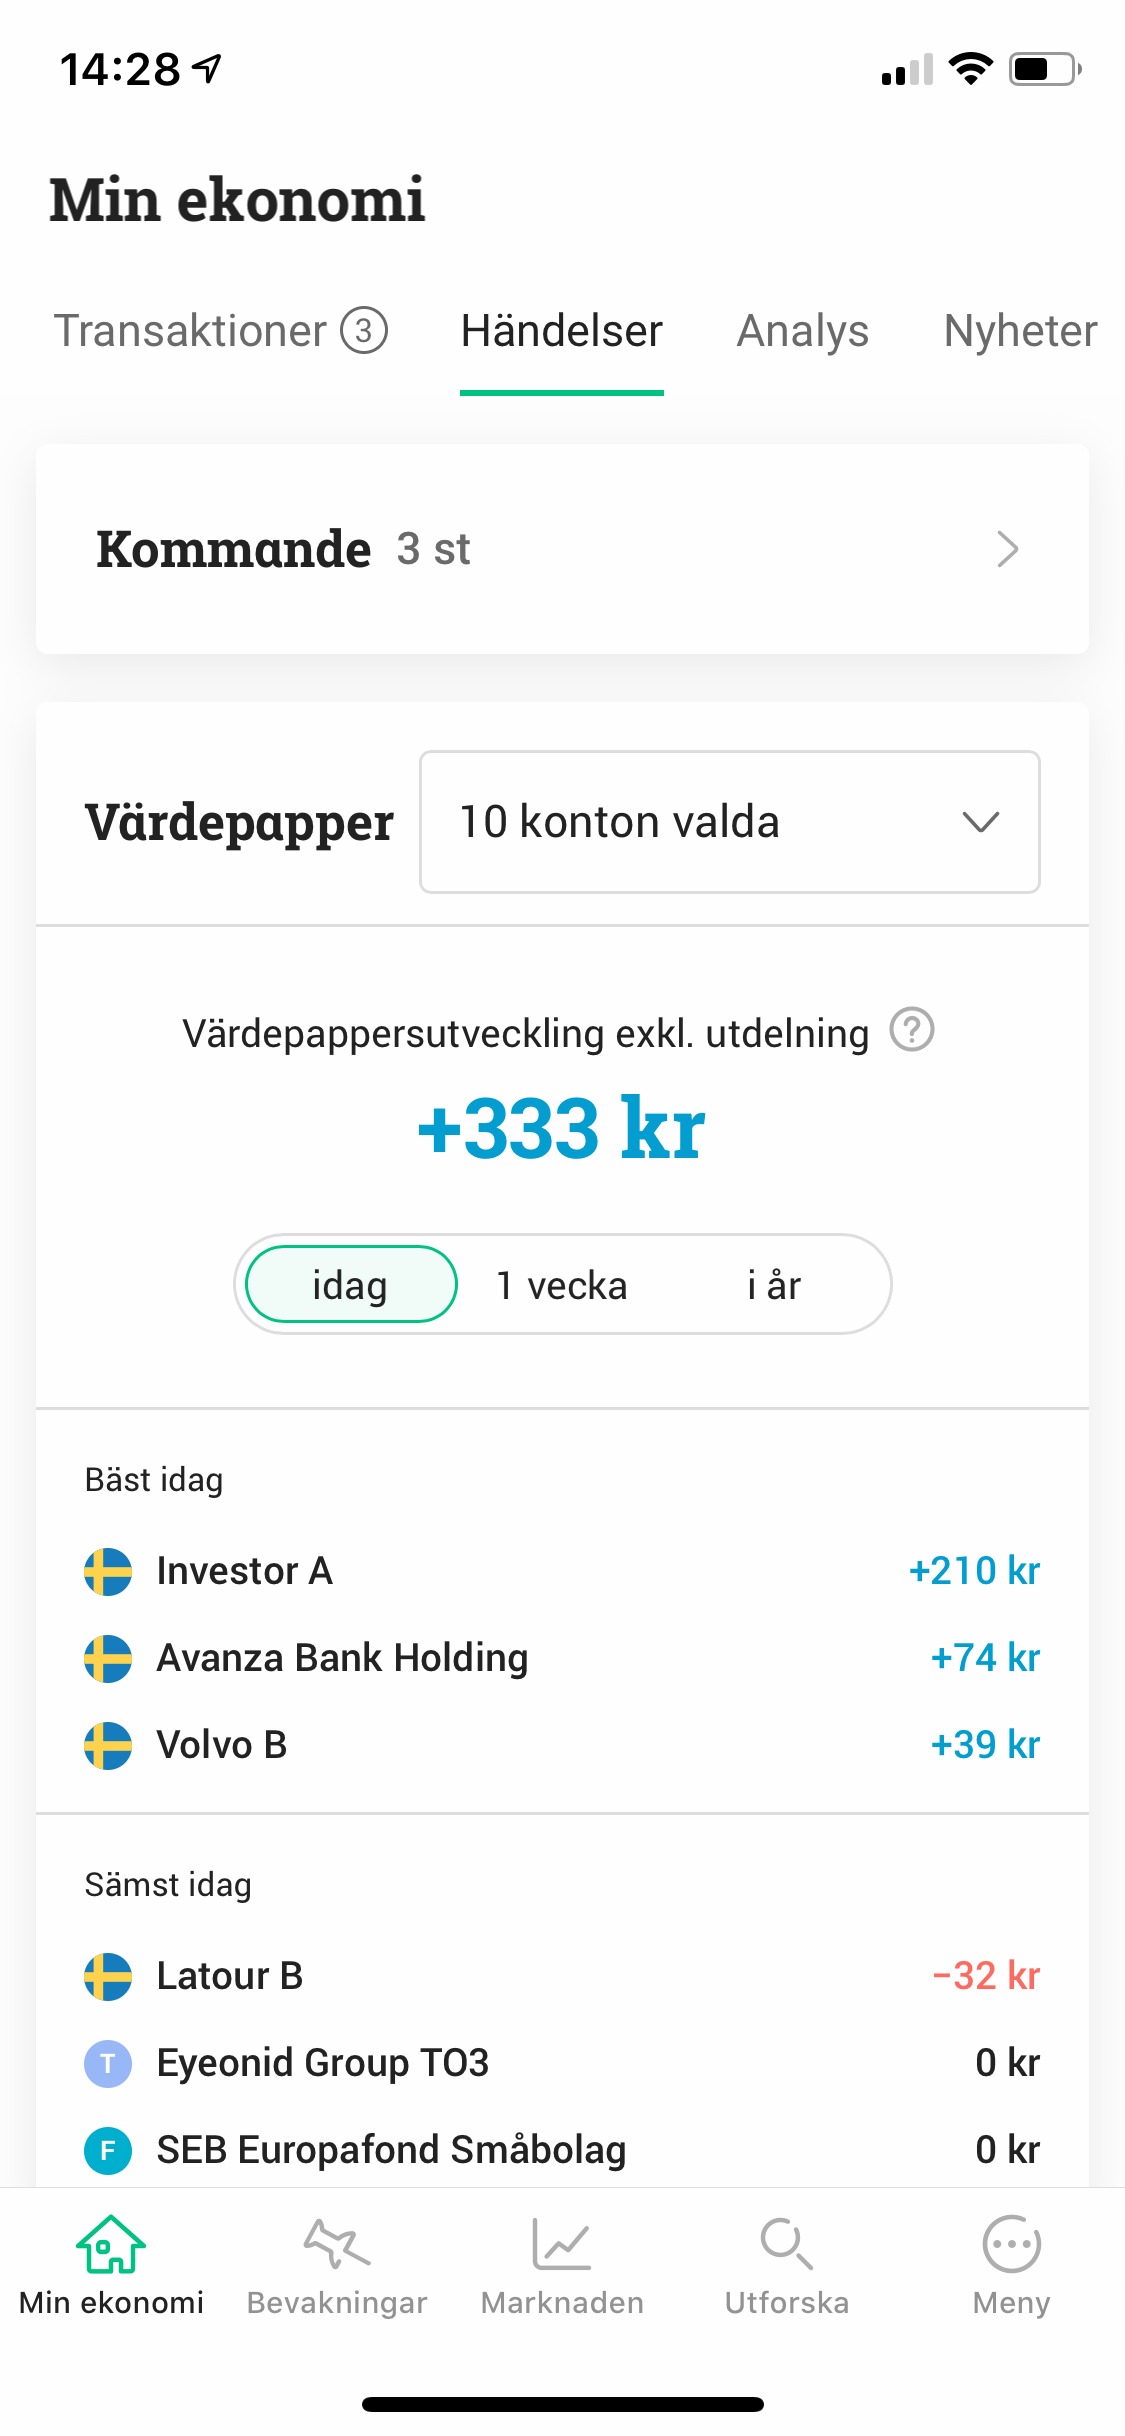 14:28
Min ekonomi
Transaktioner 3 Händelser Analys Nyheter
Kommande 3 st
Värdepapper 10 konton valda
Värdepappersutveckling exkl. utdelning ?
+333 kr
idag 1 vecka i år
Bäst idag
Investor A +210 kr
Avanza Bank Holding +74 kr
Volvo B +39 kr
Sämst idag
Latour B −32 kr
T Eyeonid Group TO3 0 kr
F SEB Europafond Småbolag 0 kr
Min ekonomi Bevakningar Marknaden Utforska Meny